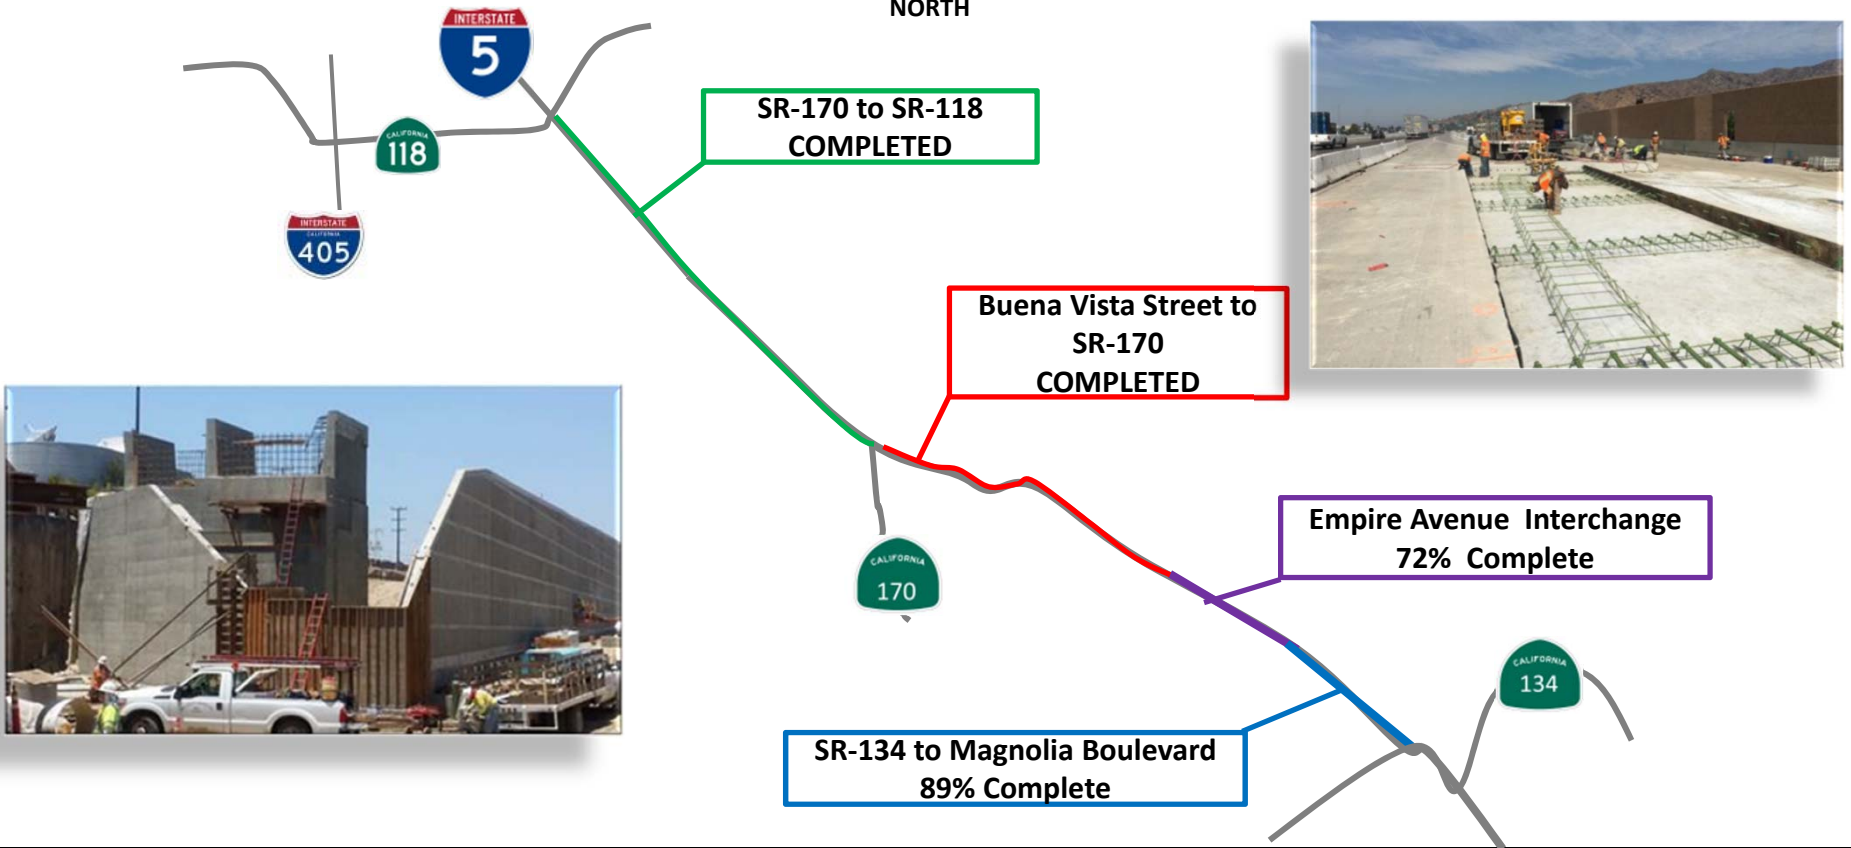 NORTH
INTERSTATE
5
SR-170 to SR-118
COMPLETED
CALIFORNIA
118
INTERSTATE
CALIFORNIA
405
Buena Vista Street to
SR-170
COMPLETED
Empire Avenue  Interchange
72%  Complete
CALIFORNIA
170
CALIFORNIA
134
SR-134 to Magnolia Boulevard
89% Complete